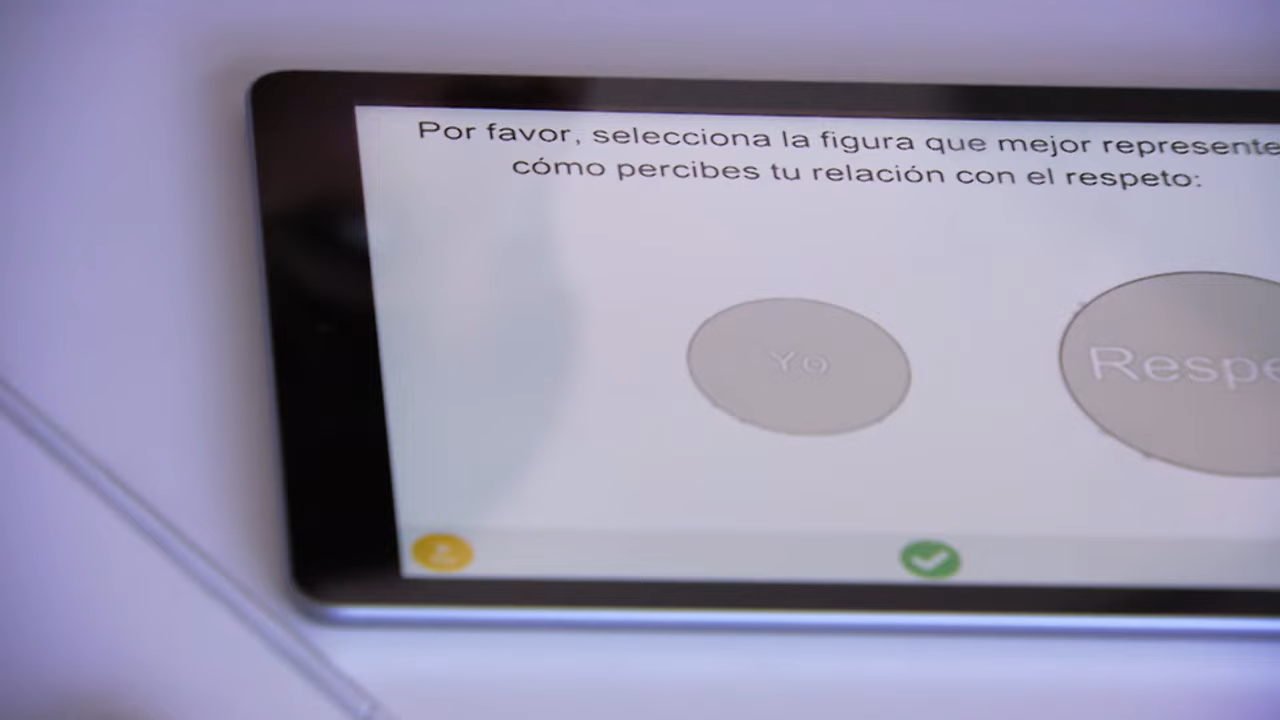 Por favor, selecciona la figura que mejor represente
cómo percibes tu relación con el respeto:
Yo
Respe